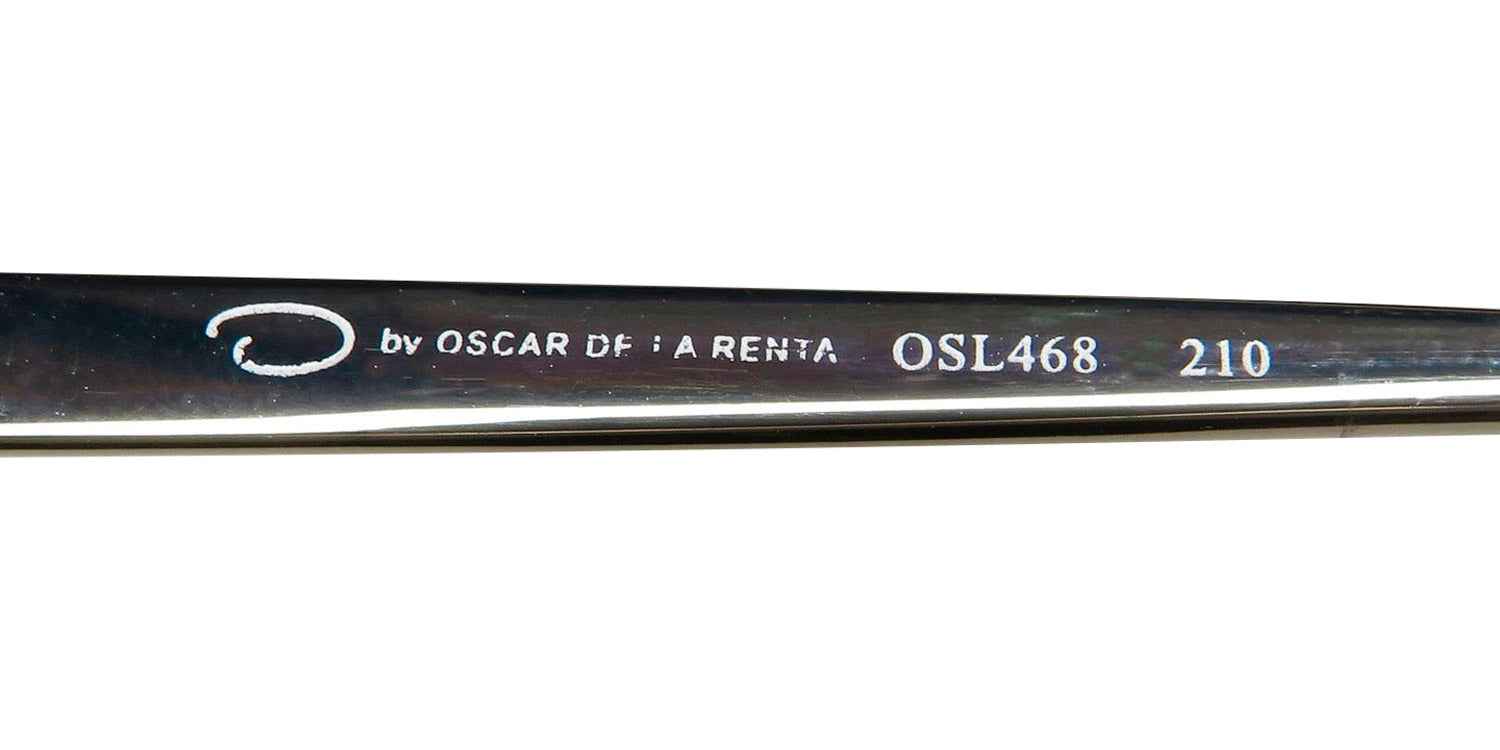 O by OSCAR DE LA RENTA OSL468 210